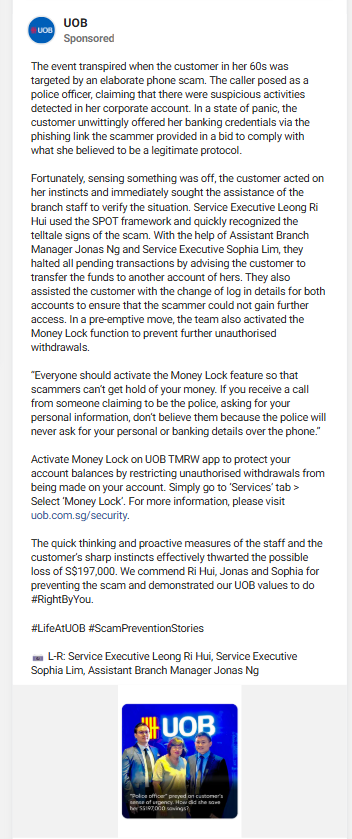 UOB
UOB
Sponsored
The event transpired when the customer in her 60s was
targeted by an elaborate phone scam. The caller posed as a
police officer, claiming that there were suspicious activities
detected in her corporate account. In a state of panic, the
customer unwittingly offered her banking credentials via the
phishing link the scammer provided in a bid to comply with
what she believed to be a legitimate protocol.
Fortunately, sensing something was off, the customer acted on
her instincts and immediately sought the assistance of the
branch staff to verify the situation. Service Executive Leong Ri
Hui used the SPOT framework and quickly recognized the
telltale signs of the scam. With the help of Assistant Branch
Manager Jonas Ng and Service Executive Sophia Lim, they
halted all pending transactions by advising the customer to
transfer the funds to another account of hers. They also
assisted the customer with the change of log in details for both
accounts to ensure that the scammer could not gain further
access. In a pre-emptive move, the team also activated the
Money Lock function to prevent further unauthorised
withdrawals.
“Everyone should activate the Money Lock feature so that
scammers can’t get hold of your money. If you receive a call
from someone claiming to be the police, asking for your
personal information, don’t believe them because the police will
never ask for your personal or banking details over the phone.”
Activate Money Lock on UOB TMRW app to protect your
account balances by restricting unauthorised withdrawals from
being made on your account. Simply go to ‘Services’ tab >
Select ‘Money Lock’. For more information, please visit
uob.com.sg/security.
The quick thinking and proactive measures of the staff and the
customer’s sharp instincts effectively thwarted the possible
loss of S$197,000. We commend Ri Hui, Jonas and Sophia for
preventing the scam and demonstrated our UOB values to do
#RightByYou.
#LifeAtUOB #ScamPreventionStories
L-R: Service Executive Leong Ri Hui, Service Executive
Sophia Lim, Assistant Branch Manager Jonas Ng
UOB
"Police officer" preyed on customer's
sense of urgency. How did she save
her S$197,000 savings?